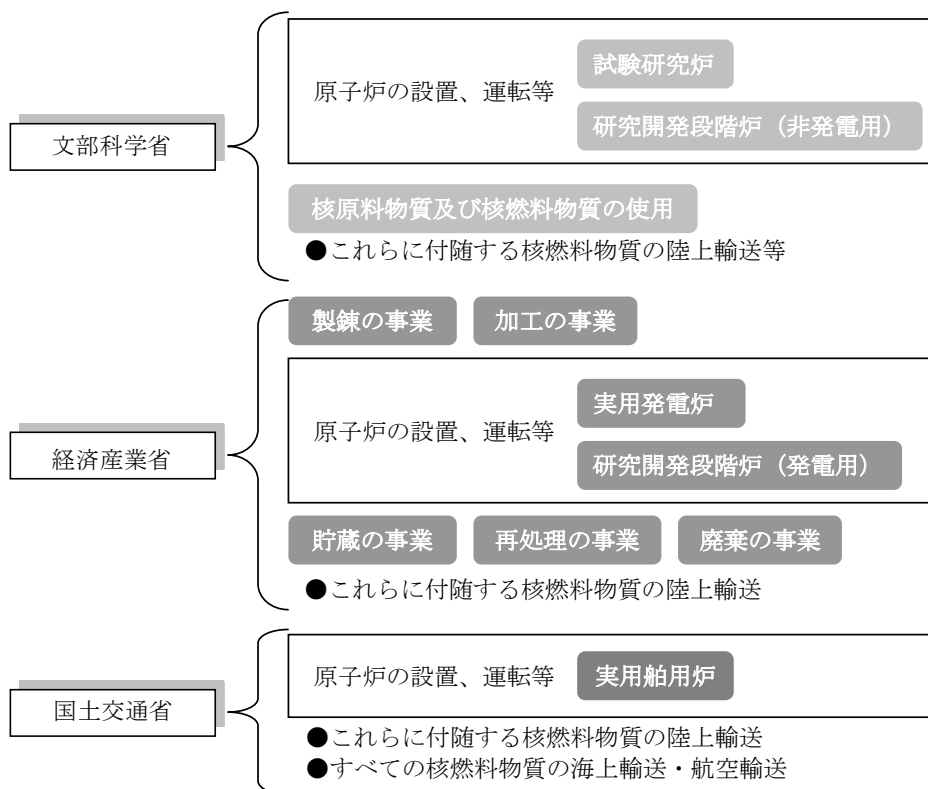 文部科学省
原子炉の設置、運転等
試験研究炉
研究開発段階炉（非発電用）
核原料物質及び核燃料物質の使用
●これらに付随する核燃料物質の陸上輸送等
経済産業省
製錬の事業 加工の事業
原子炉の設置、運転等
実用発電炉
研究開発段階炉（発電用）
貯蔵の事業 再処理の事業 廃棄の事業
●これらに付随する核燃料物質の陸上輸送
国土交通省
原子炉の設置、運転等 実用舶用炉
●これらに付随する核燃料物質の陸上輸送
●すべての核燃料物質の海上輸送・航空輸送